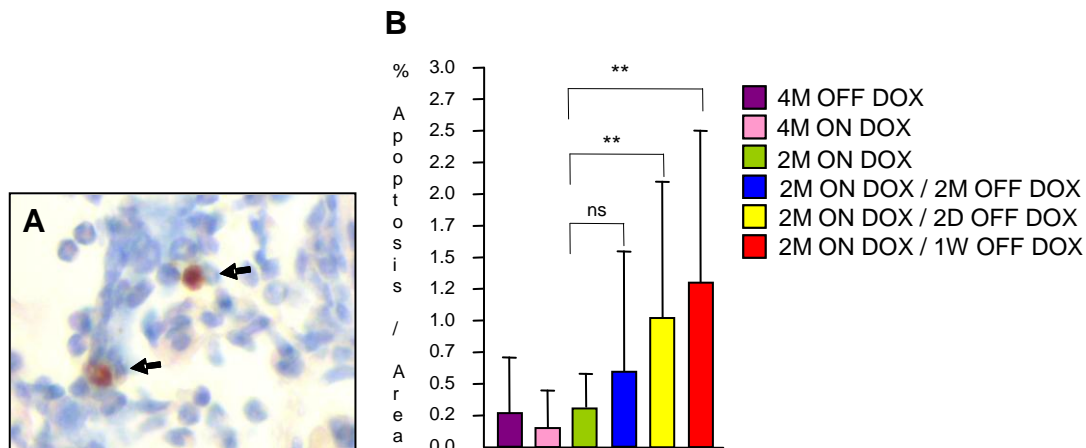 B
A
% Apoptosis / Area
3.0
2.7
2.5
2.2
2.0
1.7
1.5
1.2
1.0
0.7
0.5
0.2
0.0
**
**
ns
4M OFF DOX
4M ON DOX
2M ON DOX
2M ON DOX / 2M OFF DOX
2M ON DOX / 2D OFF DOX
2M ON DOX / 1W OFF DOX